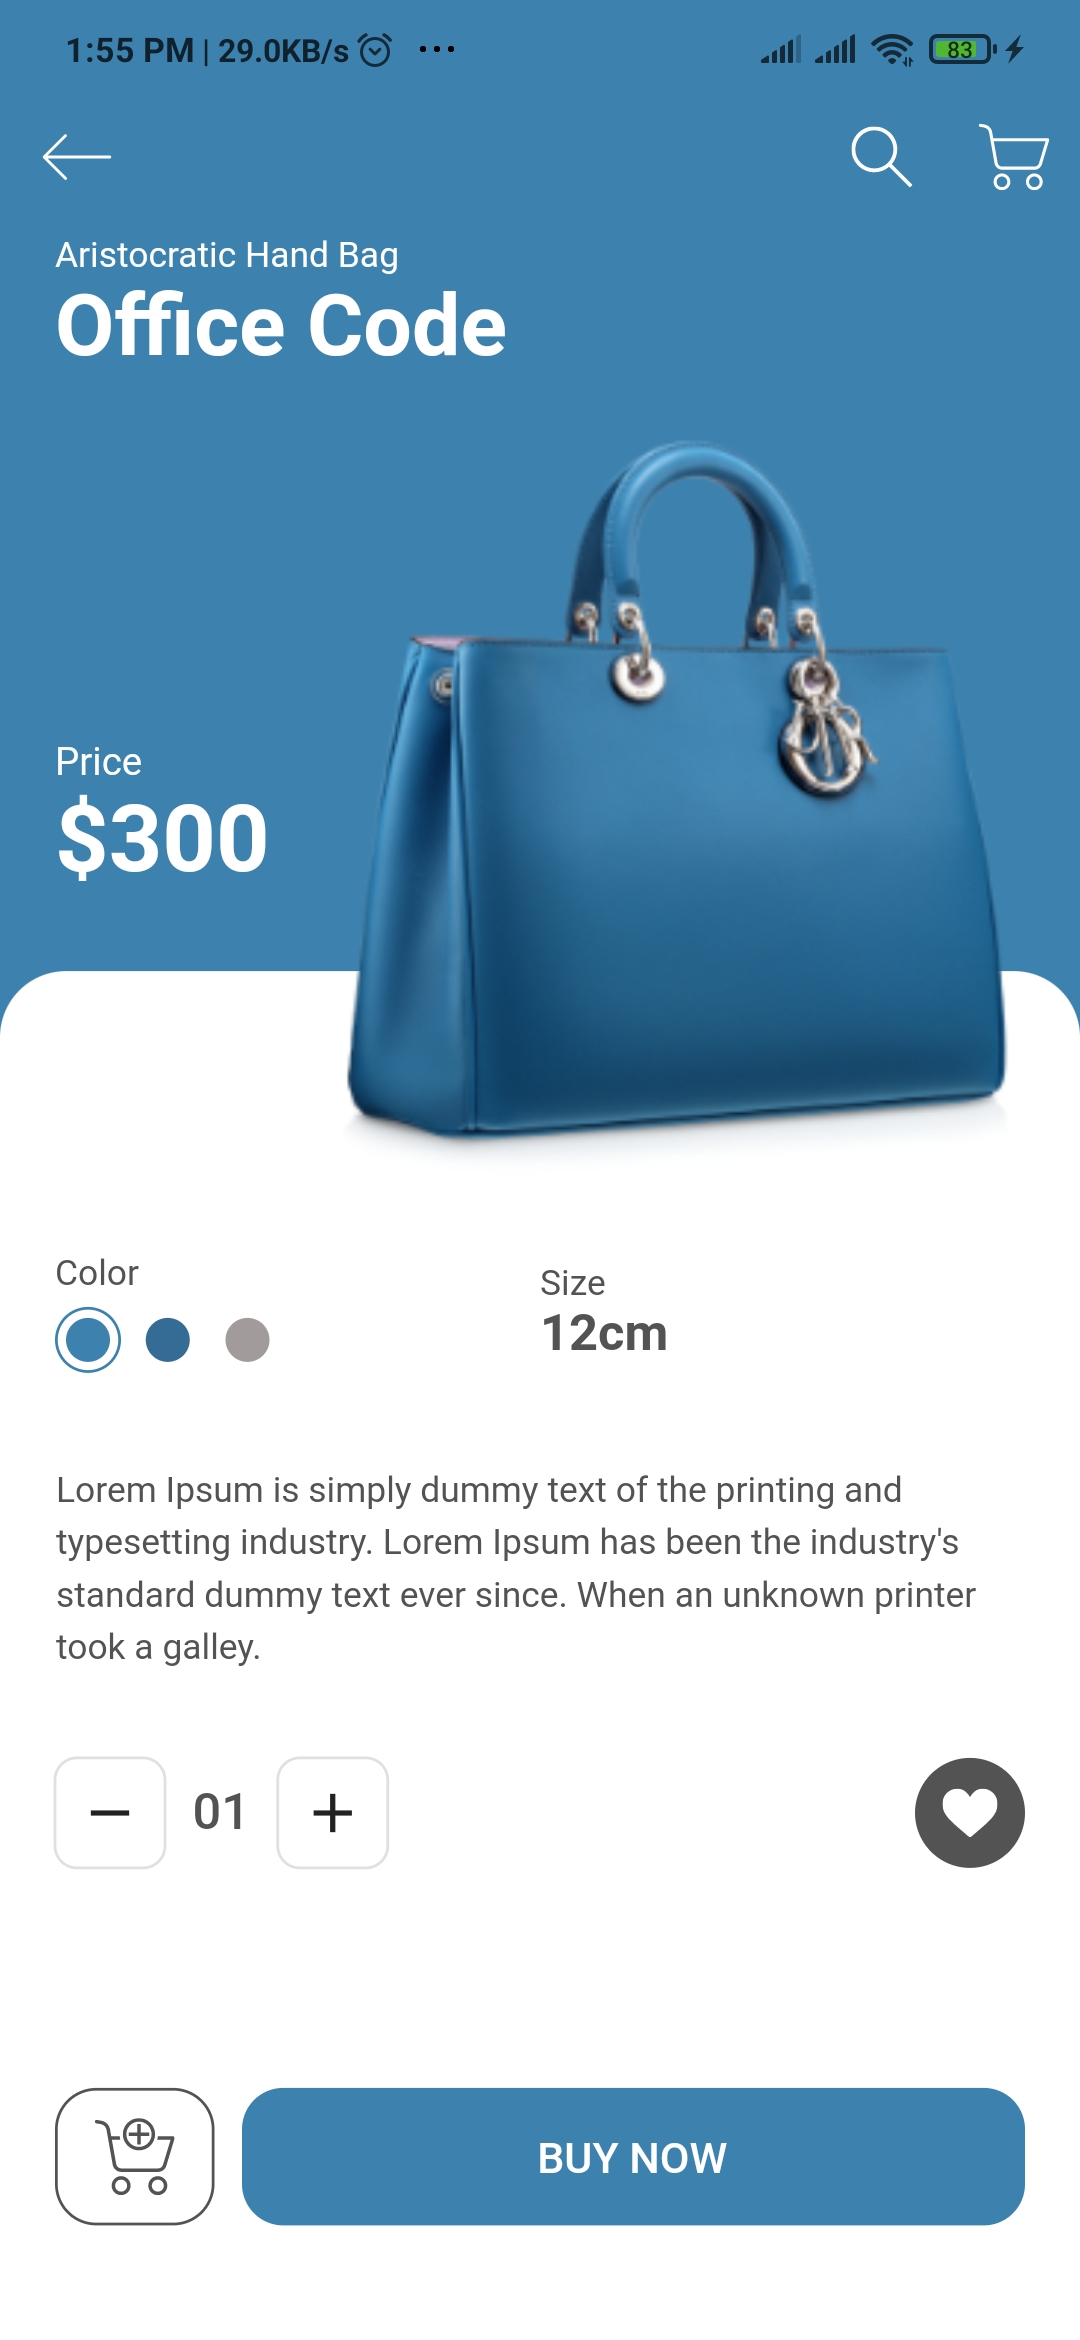 1:55 PM | 29.0KB/s ...
83
Aristocratic Hand Bag
Office Code
Price
$300
Color
Size
12cm
Lorem Ipsum is simply dummy text of the printing and
typesetting industry. Lorem Ipsum has been the industry's
standard dummy text ever since. When an unknown printer
took a galley.
01
BUY NOW